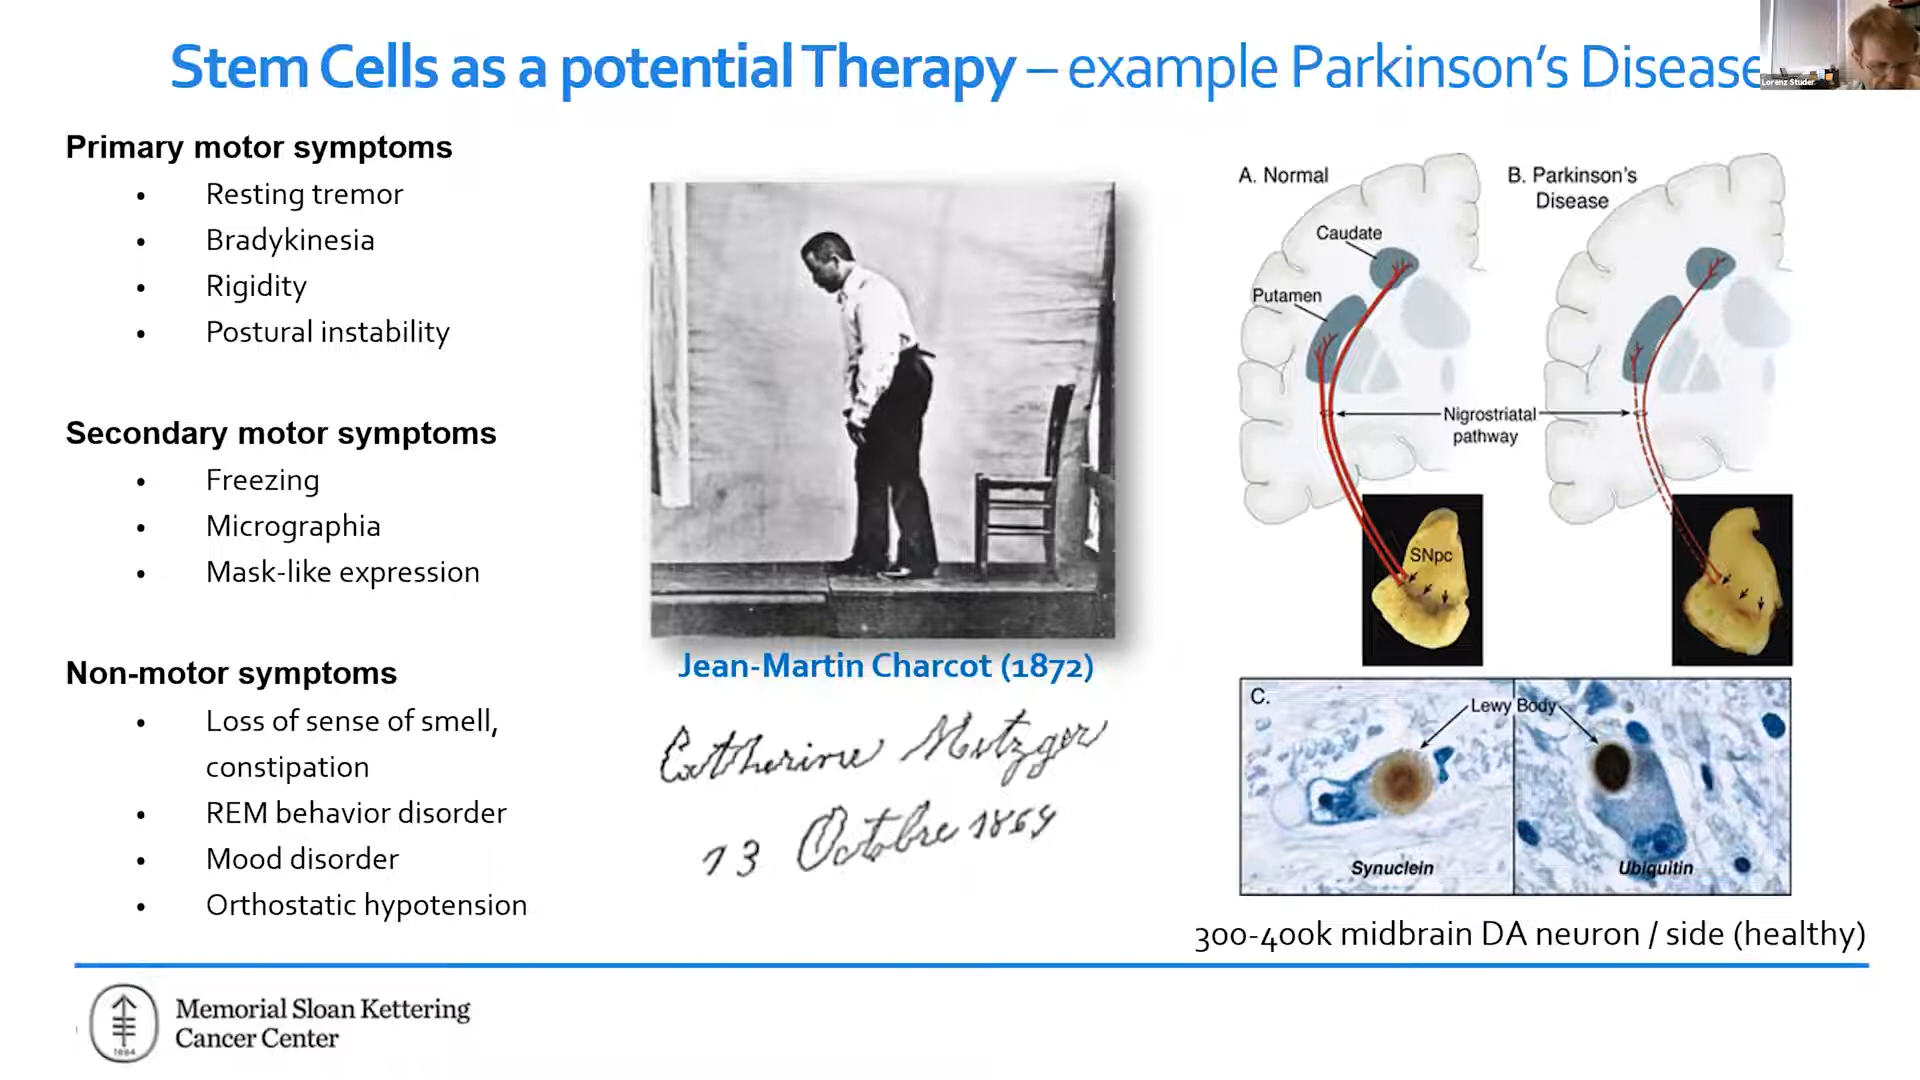 Stem Cells as a potential Therapy – example Parkinson's Disease
Lorenz Studer
Primary motor symptoms
• Resting tremor
• Bradykinesia
• Rigidity
• Postural instability
Secondary motor symptoms
• Freezing
• Micrographia
• Mask-like expression
Non-motor symptoms
• Loss of sense of smell,
constipation
• REM behavior disorder
• Mood disorder
• Orthostatic hypotension
Jean-Martin Charcot (1872)
Catherine Metzger
13 Octobre 1869
A. Normal
B. Parkinson's
Disease
Caudate
Putamen
Nigrostriatal
pathway
SNpc
C.
Lewy Body
Synuclein
Ubiquitin
300-400k midbrain DA neuron / side (healthy)
Memorial Sloan Kettering
Cancer Center
1884